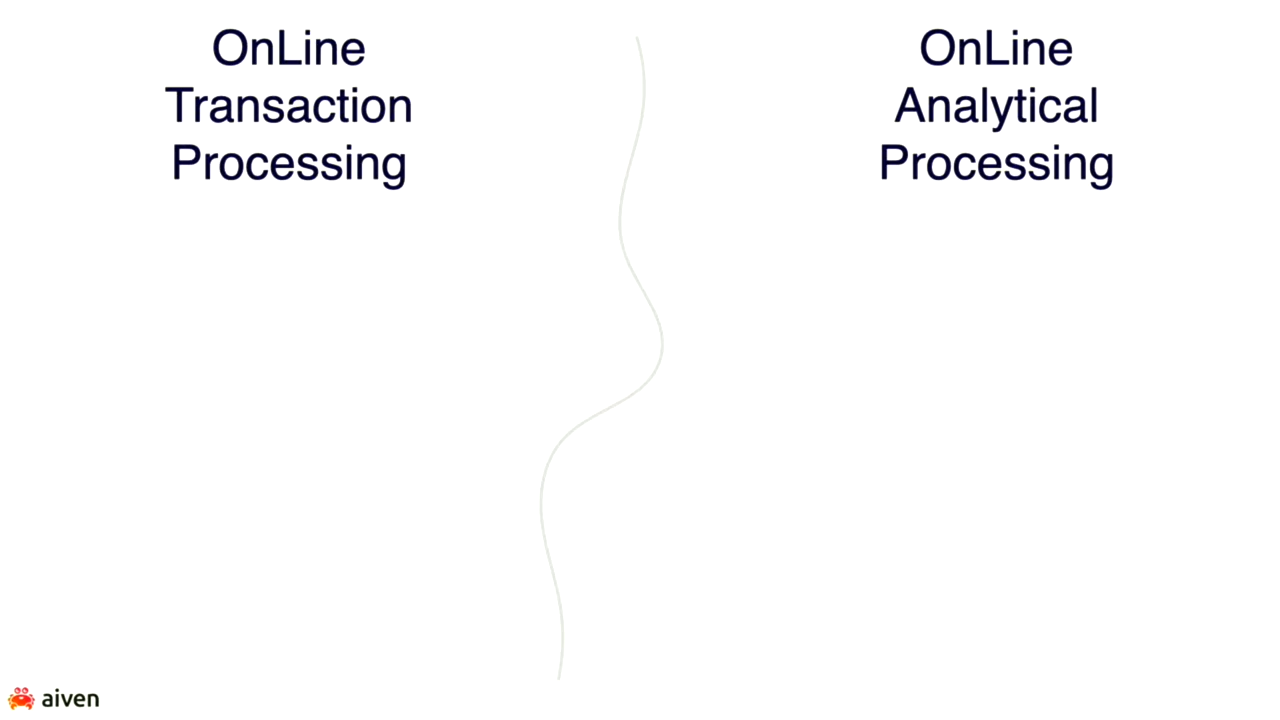 OnLine
Transaction
Processing
OnLine
Analytical
Processing
aiven